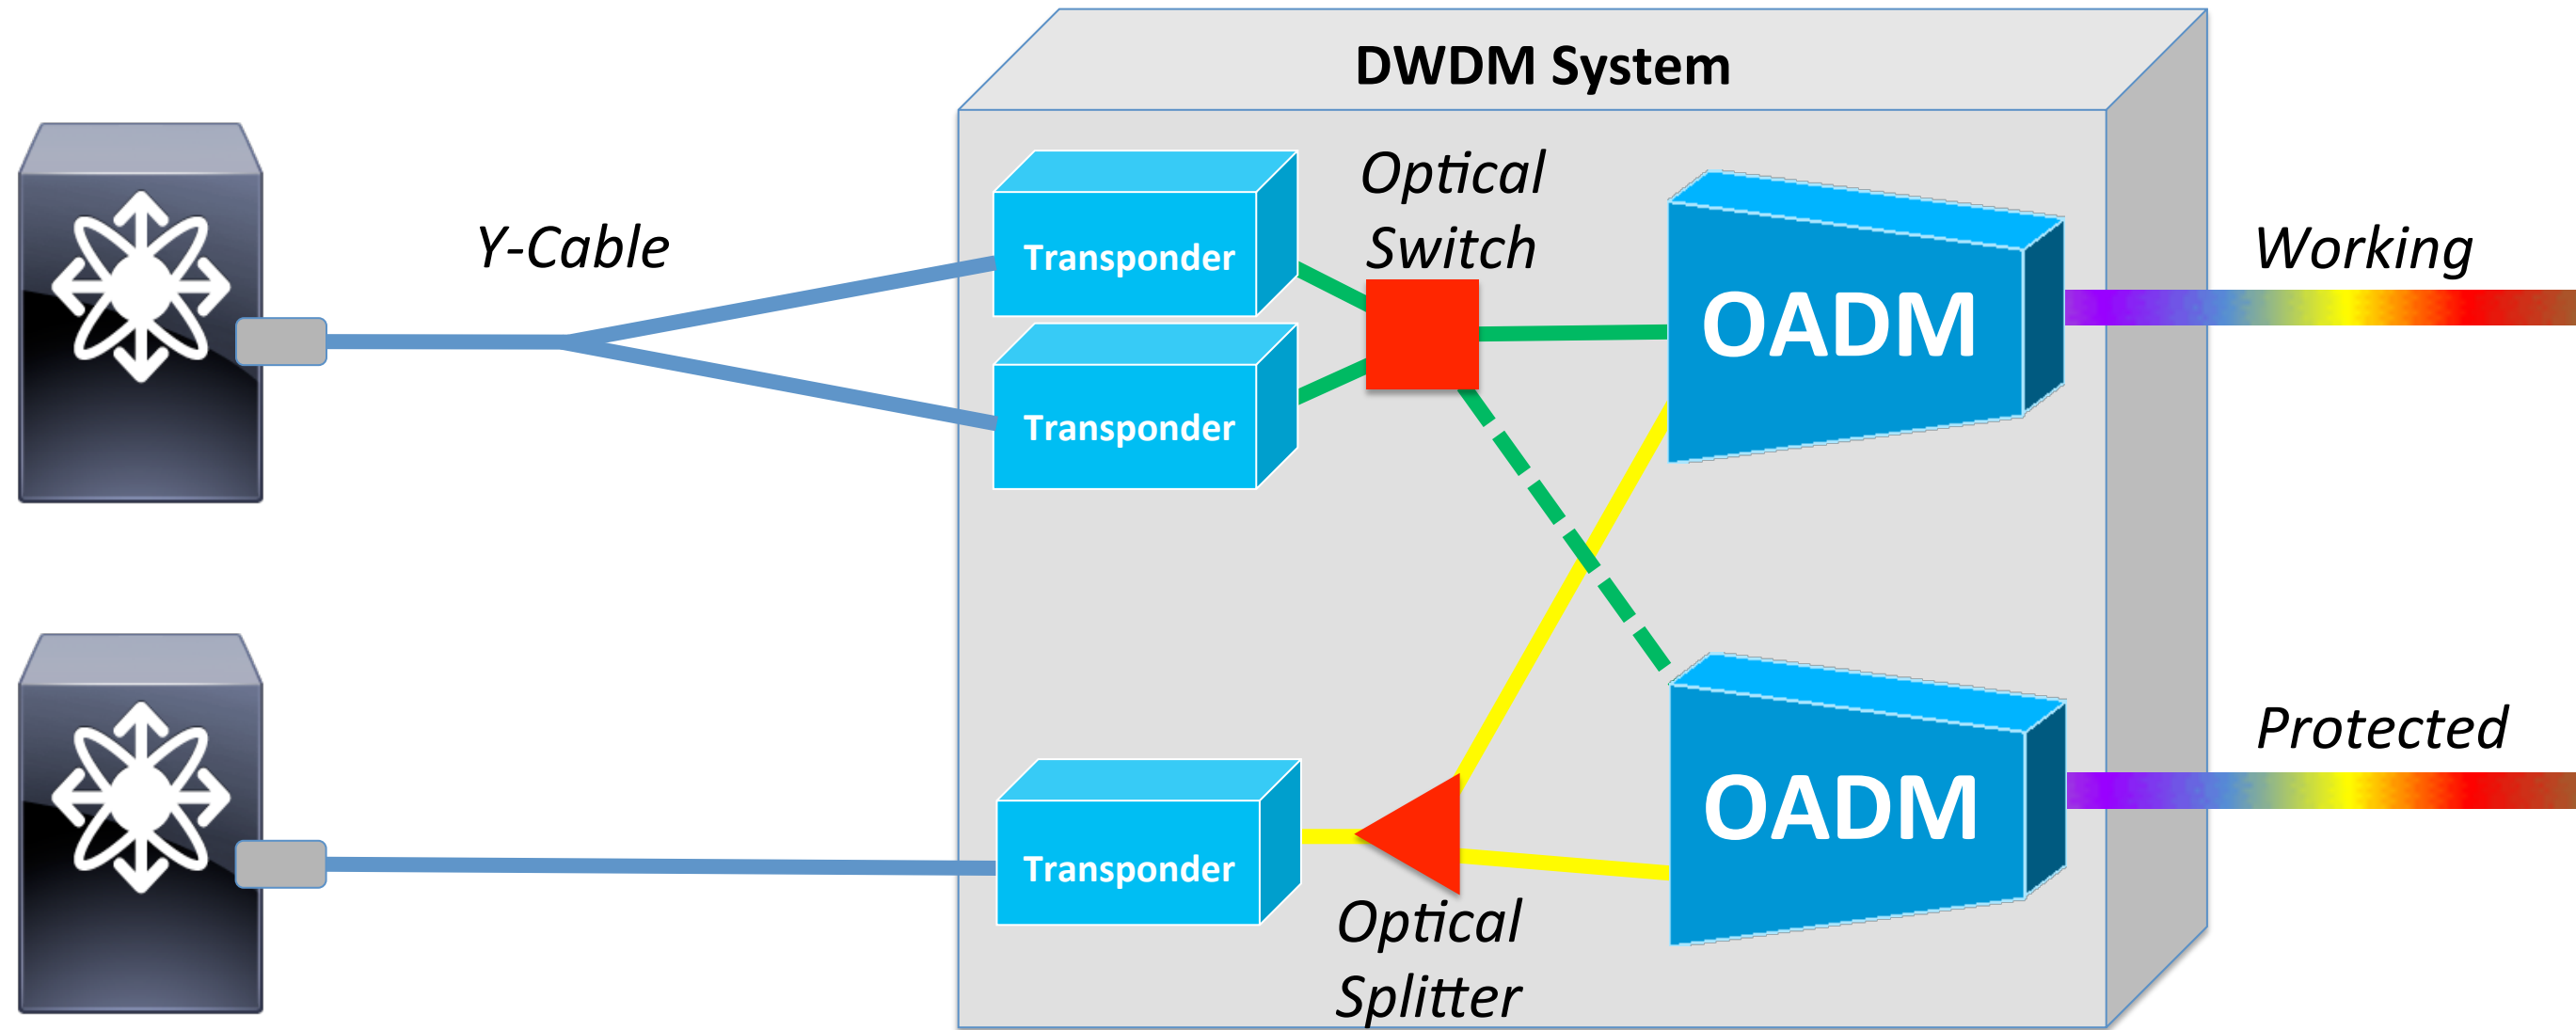 DWDM System
Optical
Switch
Y-Cable
Transponder
Transponder
OADM
Working
Transponder
Optical
Splitter
OADM
Protected